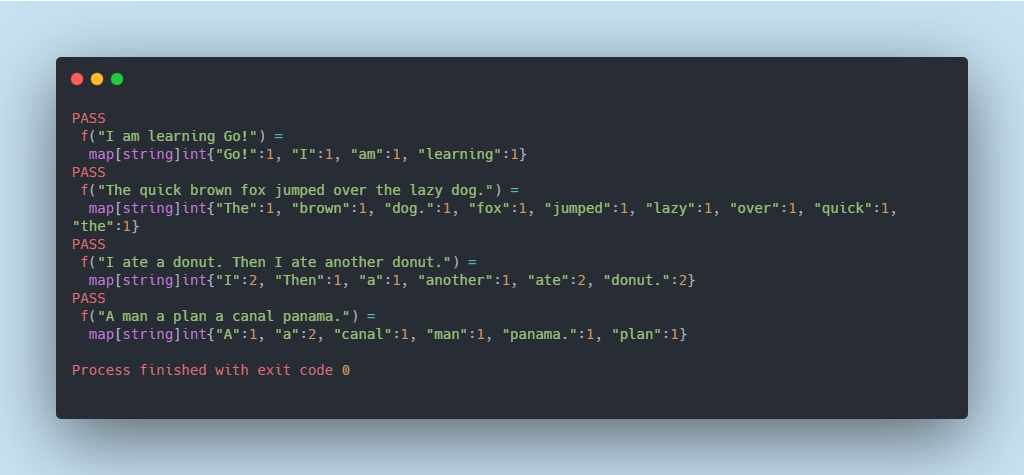 PASS
f("I am learning Go!") =
map[string]int{"Go!":1, "I":1, "am":1, "learning":1}
PASS
f("The quick brown fox jumped over the lazy dog.") =
map[string]int{"The":1, "brown":1, "dog.":1, "fox":1, "jumped":1, "lazy":1, "over":1, "quick":1,
"the":1}
PASS
f("I ate a donut. Then I ate another donut.") =
map[string]int{"I":2, "Then":1, "a":1, "another":1, "ate":2, "donut.":2}
PASS
f("A man a plan a canal panama.") =
map[string]int{"A":1, "a":2, "canal":1, "man":1, "panama.":1, "plan":1}
Process finished with exit code 0